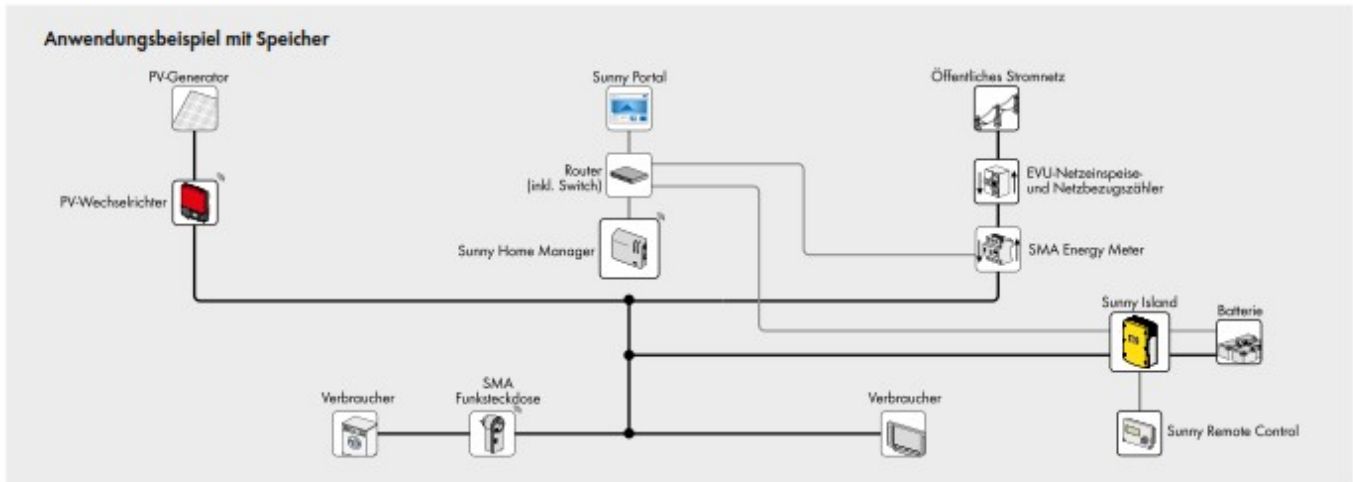 Anwendungsbeispiel mit Speicher
PV-Generator
Sunny Portal
Öffentliches Stromnetz
Router
(inkl. Switch)
EVU-Netzeinspeise-
und Netzbezugszähler
PV-Wechselrichter
Sunny Home Manager
SMA Energy Meter
Sunny Island
Batterie
Verbraucher
SMA
Funksteckdose
Verbraucher
Sunny Remote Control